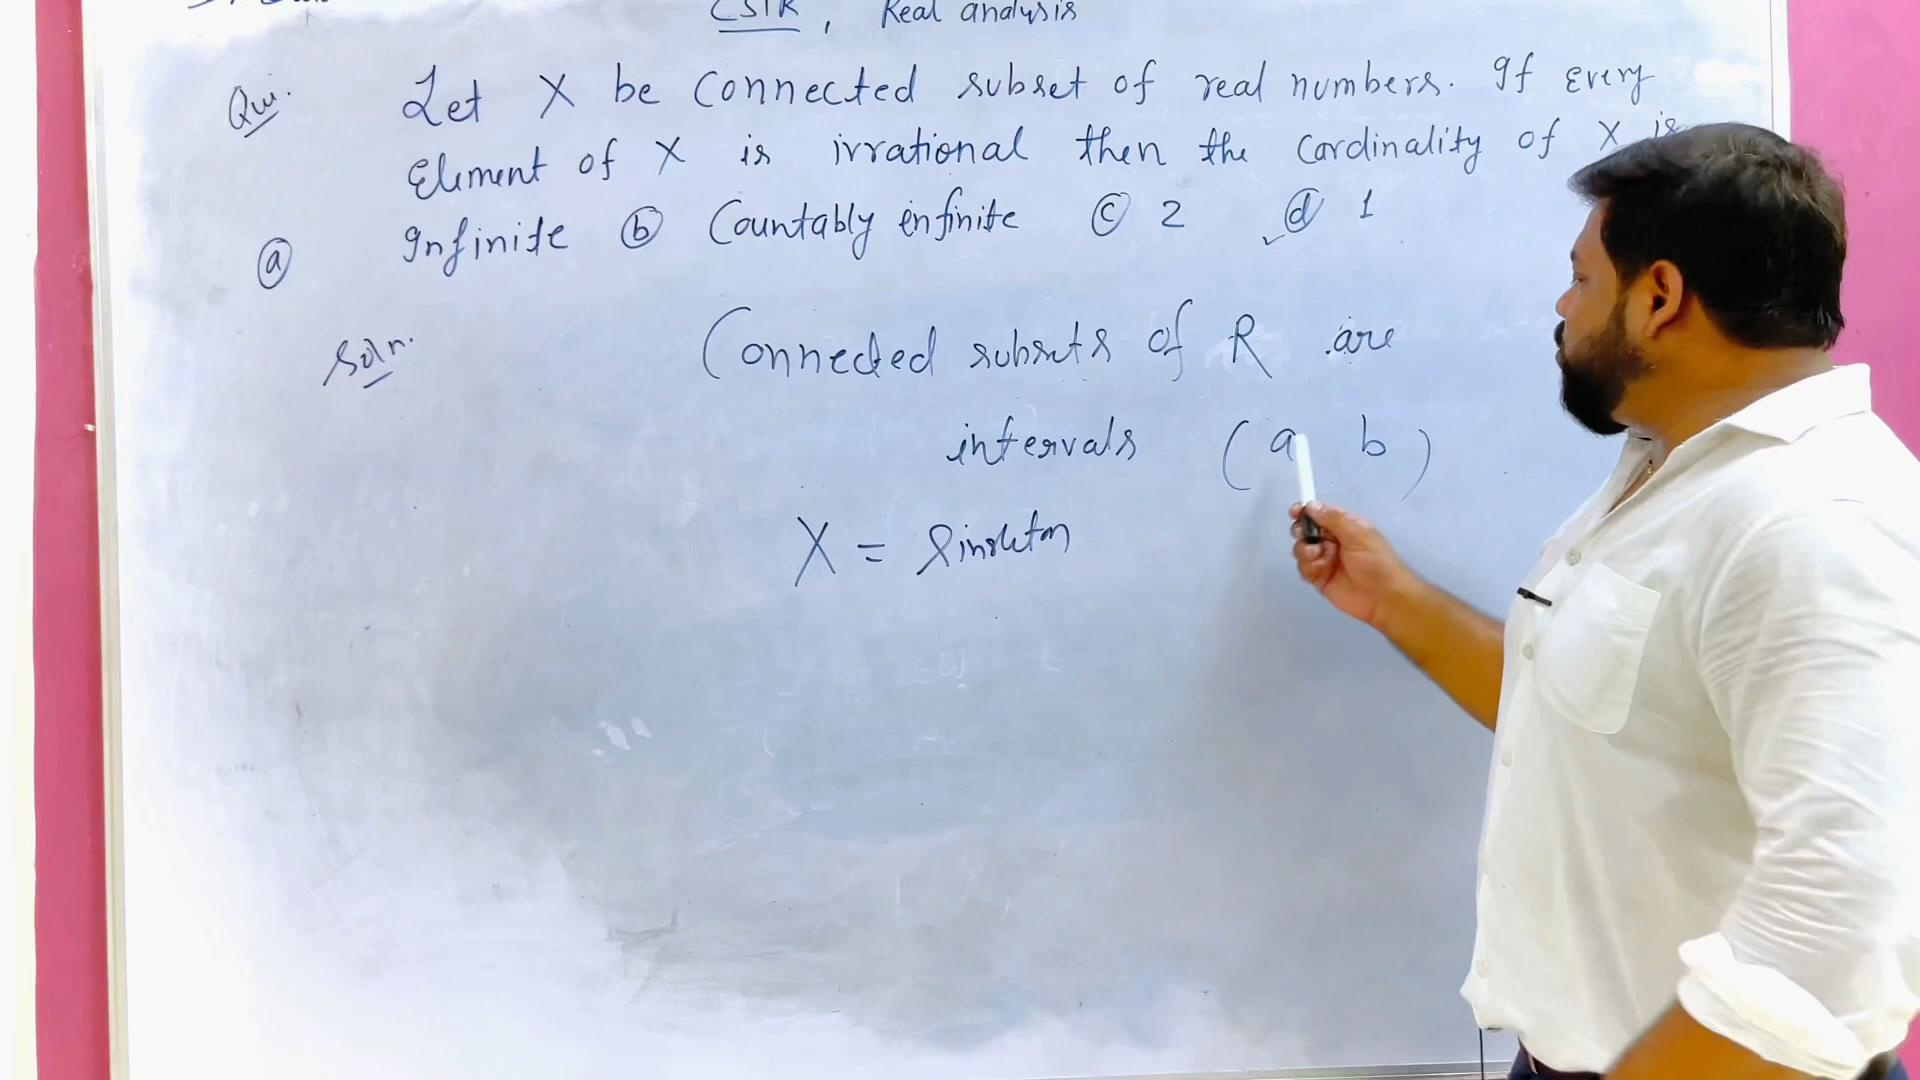 CSIR, Real analysis
Que. Let X be connected subset of real numbers. If every
Element of X is irrational then the cardinality of X is
ⓐ Infinite ⓑ Countably infinite ⓒ 2 ✓ⓓ 1
Soln. Connected subsets of R are
intervals (a b)
X = Singleton